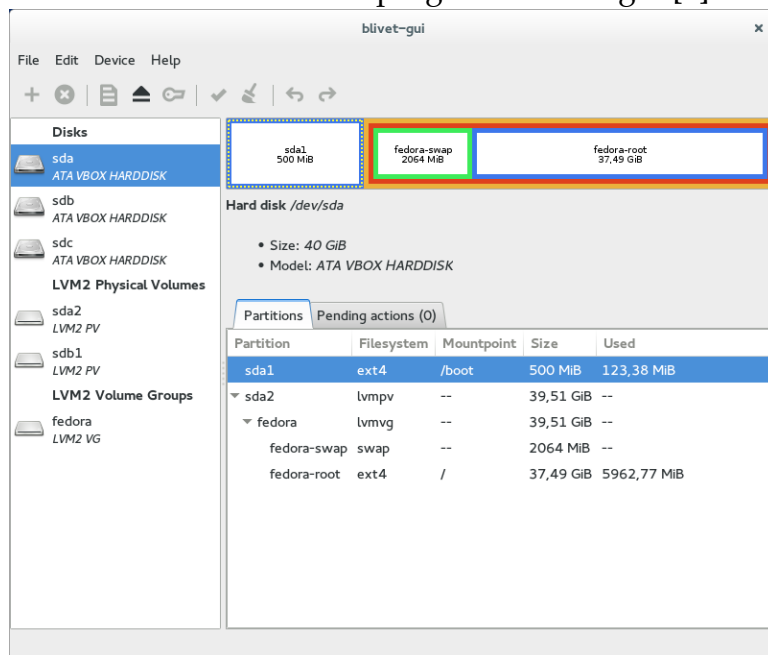 blivet-gui
File Edit Device Help
Disks
sda
ATA VBOX HARDDISK
sdb
ATA VBOX HARDDISK
sdc
ATA VBOX HARDDISK
LVM2 Physical Volumes
sda2
LVM2 PV
sdb1
LVM2 PV
LVM2 Volume Groups
fedora
LVM2 VG
sda1
500 MiB
fedora-swap
2064 MiB
fedora-root
37,49 GiB
Hard disk /dev/sda
• Size: 40 GiB
• Model: ATA VBOX HARDDISK
Partitions Pending actions (0)
Partition Filesystem Mountpoint Size Used
sda1 ext4 /boot 500 MiB 123,38 MiB
sda2 lvmpv -- 39,51 GiB --
fedora lvmvg -- 39,51 GiB --
fedora-swap swap -- 2064 MiB --
fedora-root ext4 / 37,49 GiB 5962,77 MiB